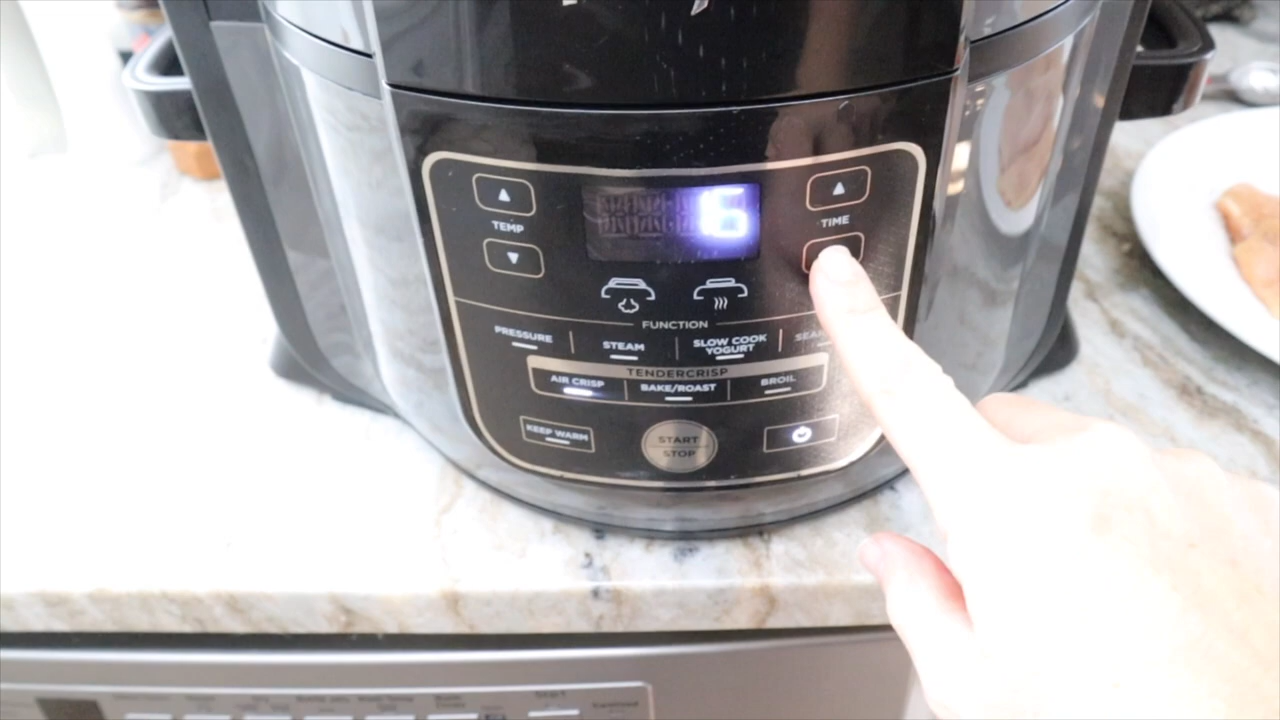 6
TEMP
TIME
FUNCTION
PRESSURE
STEAM
SLOW COOK
YOGURT
TENDERCRISP
AIR CRISP
BAKE/ROAST
BROIL
KEEP WARM
START
STOP